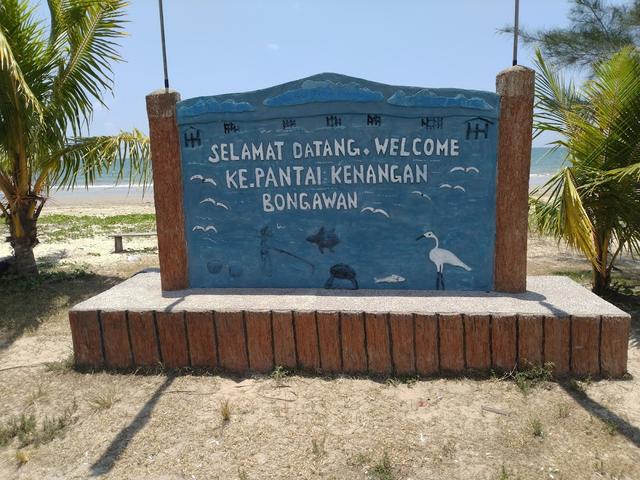 SELAMAT DATANG. WELCOME
KE.PANTAI KENANGAN
BONGAWAN